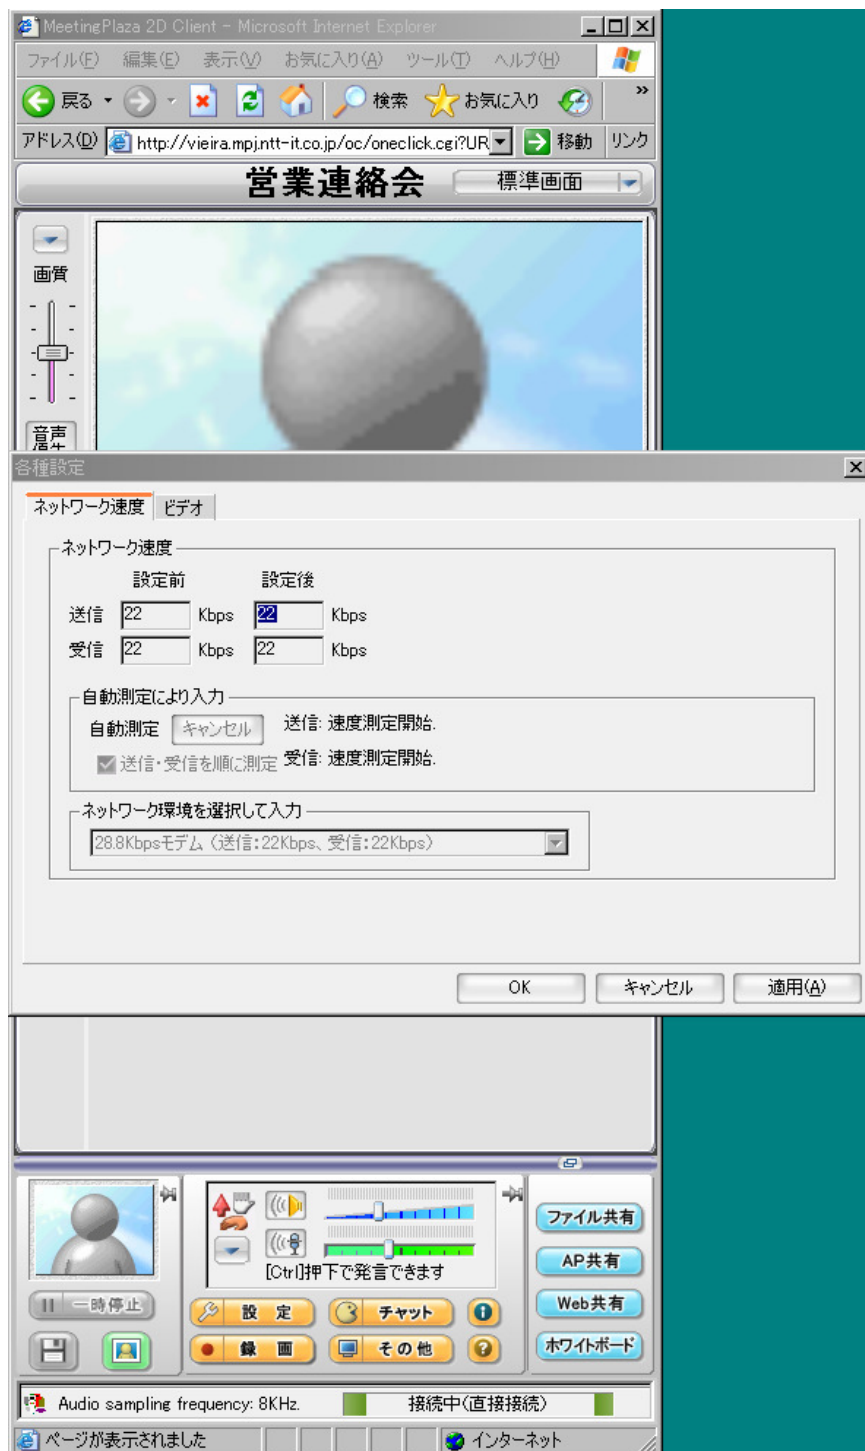 MeetingPlaza 2D Client - Microsoft Internet Explorer
ファイル(F) 編集(E) 表示(V) お気に入り(A) ツール(T) ヘルプ(H)
戻る 検索 お気に入り »
アドレス(D) http://vieira.mpj.ntt-it.co.jp/oc/oneclick.cgi?UR 移動 リンク
営業連絡会 標準画面
画質
音声
各種設定
ネットワーク速度 ビデオ
ネットワーク速度
設定前 設定後
送信 22 Kbps 22 Kbps
受信 22 Kbps 22 Kbps
自動測定により入力
自動測定 キャンセル 送信: 速度測定開始.
送信・受信を順に測定 受信: 速度測定開始.
ネットワーク環境を選択して入力
28.8Kbpsモデム (送信:22Kbps、受信:22Kbps)
OK キャンセル 適用(A)
[Ctrl]押下で発言できます
ファイル共有
AP共有
Web共有
ホワイトボード
一時停止
設定 チャット
録画 その他 ?
Audio sampling frequency: 8KHz. 接続中(直接接続)
ページが表示されました インターネット